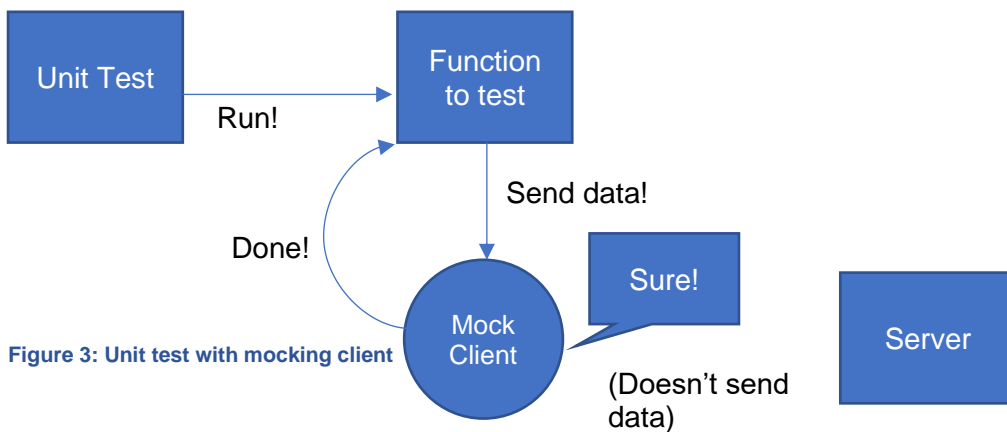 Unit Test
Function
to test
Run!
Send data!
Done!
Sure!
Mock
Client
Server
Figure 3: Unit test with mocking client
(Doesn't send
data)